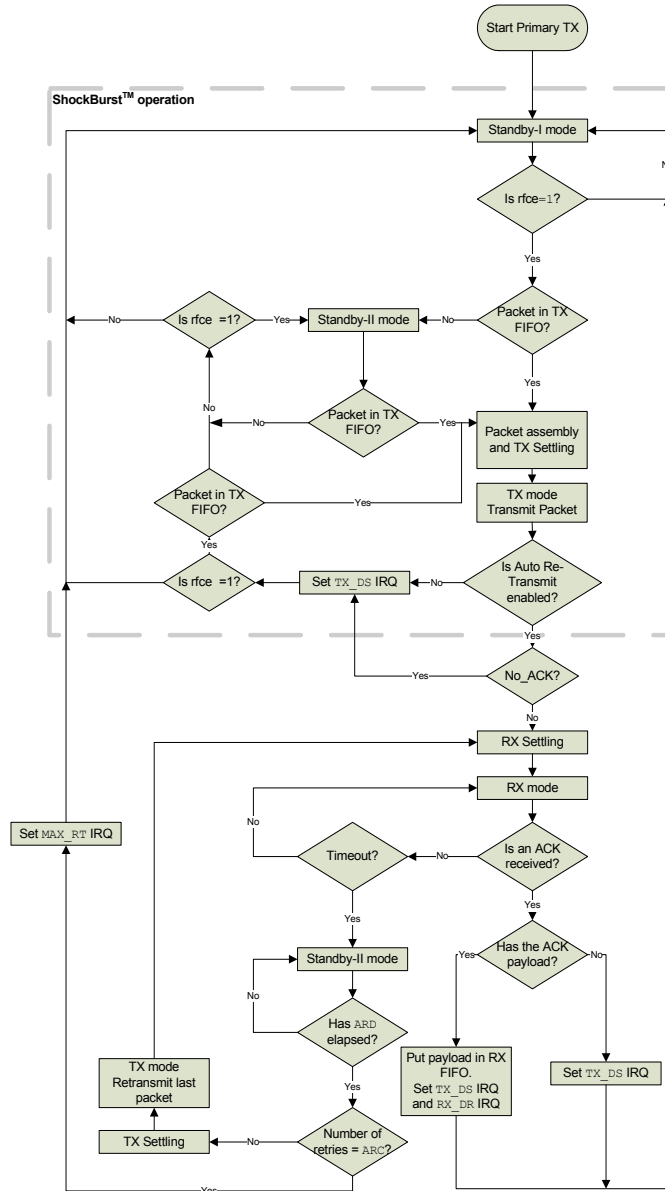 Start Primary TX
ShockBurst™ operation
Standby-I mode
Is rfce=1?
No
Yes
Packet in TX
FIFO?
No
Standby-II mode
Yes
Is rfce =1?
No
Yes
No
Packet in TX
FIFO?
No
Yes
Packet assembly
and TX Settling
Packet in TX
FIFO?
Yes
TX mode
Transmit Packet
Yes
Is rfce =1?
Set TX_DS IRQ
No
Is Auto Re-
Transmit
enabled?
Yes
No_ACK?
Yes
No
RX Settling
RX mode
No
Set MAX_RT IRQ
Timeout?
No
Is an ACK
received?
Yes
Yes
Has the ACK
payload?
Yes
No
Standby-II mode
No
Has ARD
elapsed?
Yes
Put payload in RX
FIFO.
Set TX_DS IRQ
and RX_DR IRQ
Set TX_DS IRQ
TX mode
Retransmit last
packet
TX Settling
No
Number of
retries = ARC?
Yes